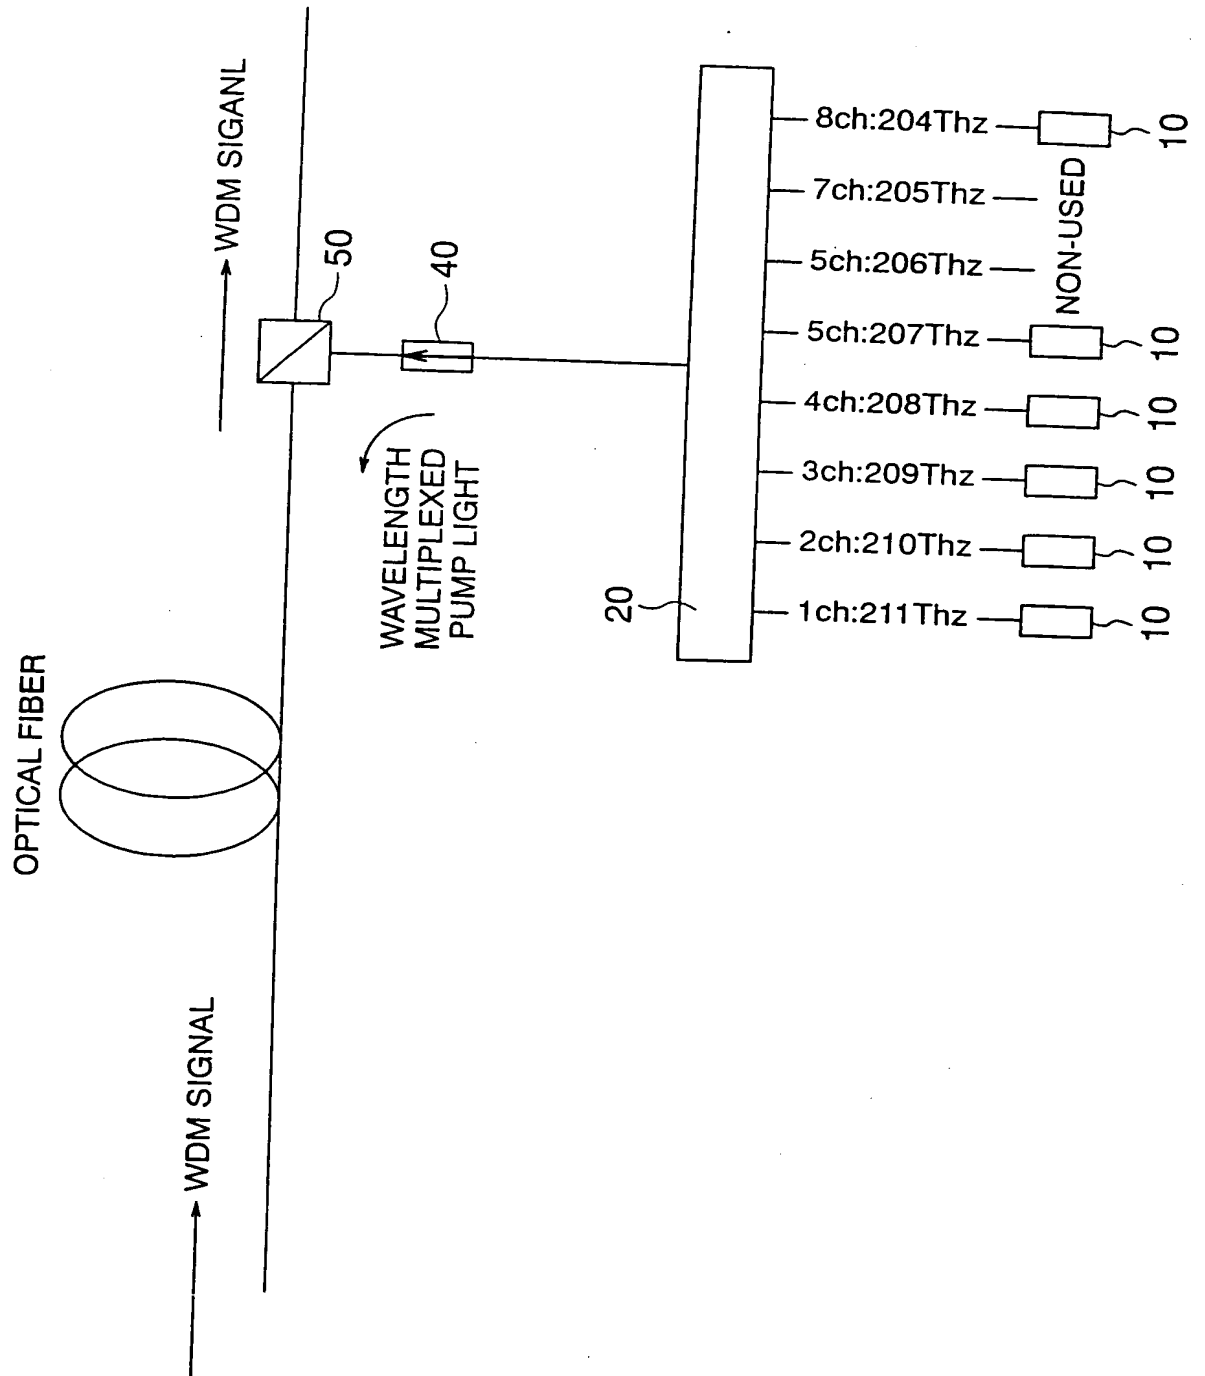 WDM SIGANL
50
40
WAVELENGTH
MULTIPLEXED
PUMP LIGHT
OPTICAL FIBER
WDM SIGNAL
20
8ch:204Thz
10
7ch:205Thz
NON-USED
5ch:206Thz
5ch:207Thz
10
4ch:208Thz
10
3ch:209Thz
10
2ch:210Thz
10
1ch:211Thz
10